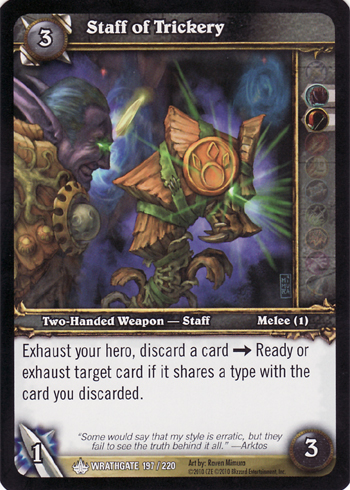 3
Staff of Trickery
Two-Handed Weapon — Staff Melee (1)
Exhaust your hero, discard a card → Ready or
exhaust target card if it shares a type with the
card you discarded.
"Some would say that my style is erratic, but they
fail to see the truth behind it all." —Arktos
1
3
WRATHGATE 197 / 220
Art by: Raven Mimura
©2010 CZE ©2010 Blizzard Entertainment, Inc.